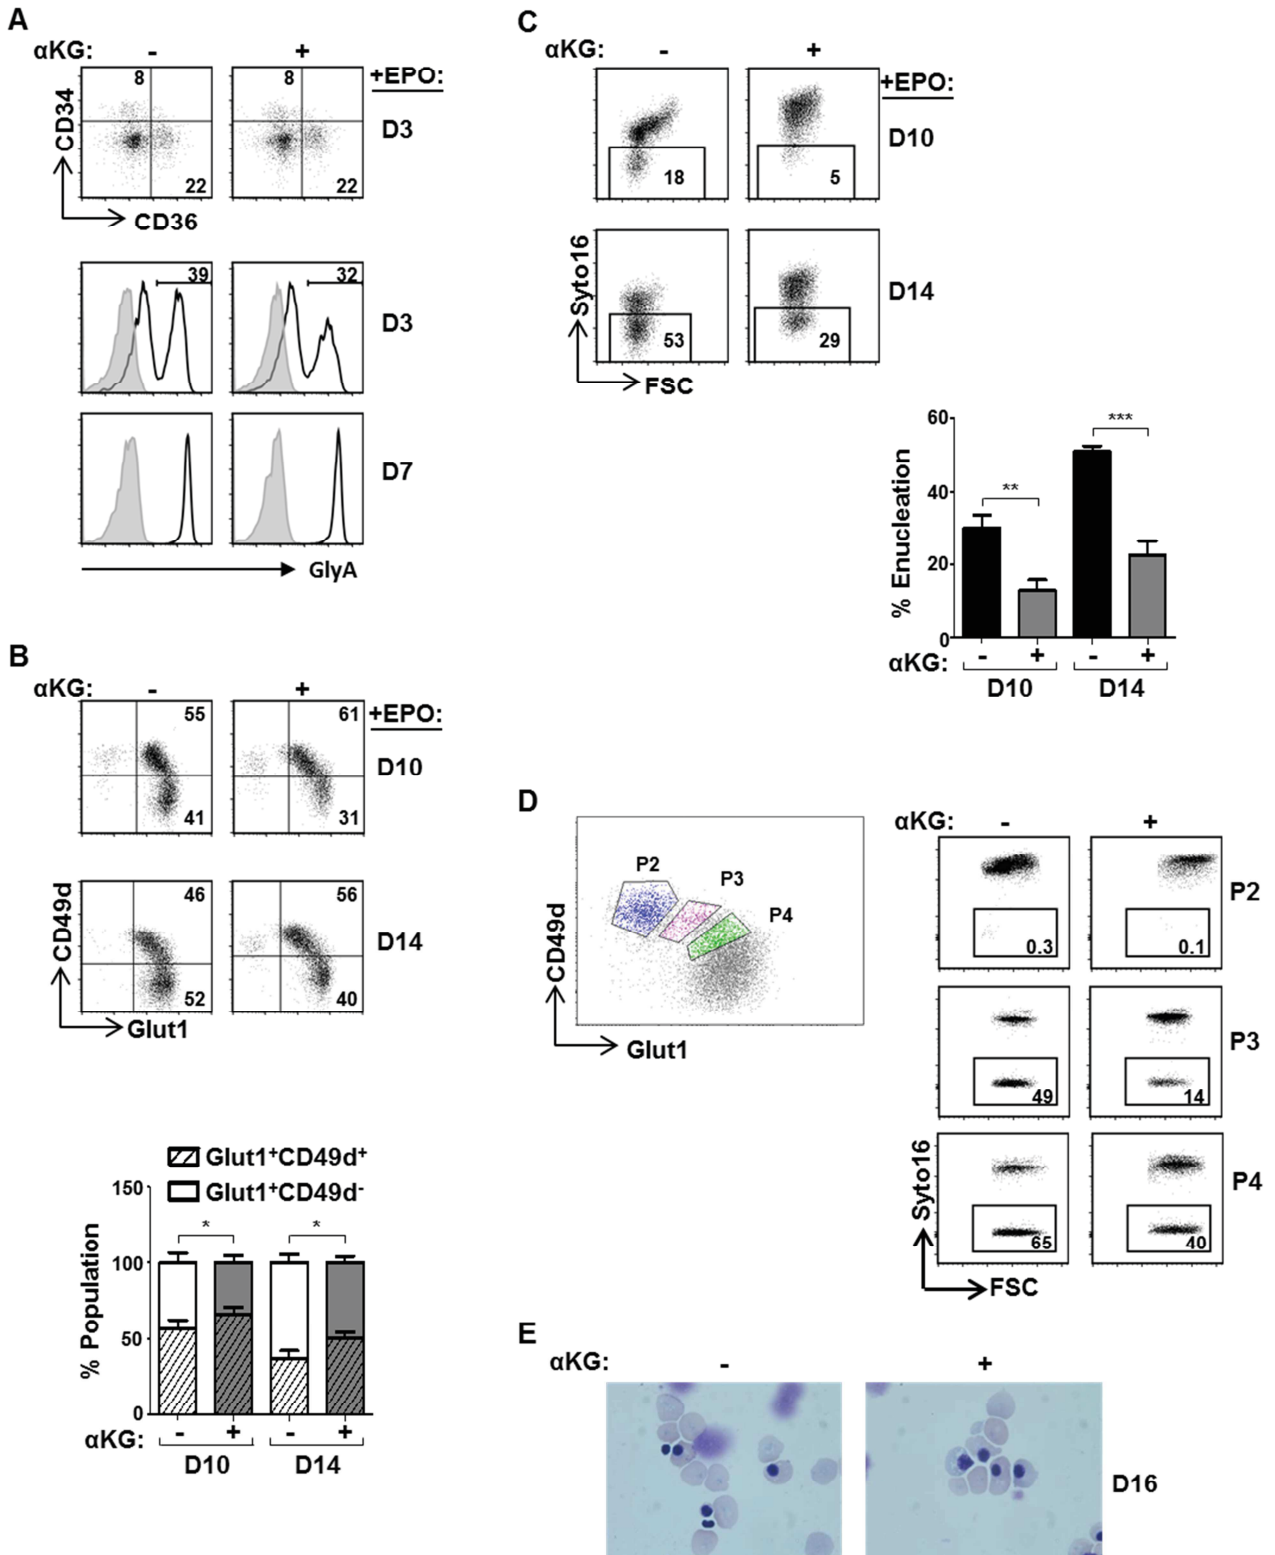 A
αKG: - +
+EPO:
8 8
CD34
D3
22 22
CD36
39 32
D3
D7
GlyA
B
αKG: - +
+EPO:
55 61
D10
41 31
46 56
CD49d
D14
52 40
Glut1
Glut1+CD49d+
Glut1+CD49d-
150
100
50
0
% Population
* *
αKG: - + - +
D10 D14
C
αKG: - +
+EPO:
D10
18 5
Syto16
D14
53 29
FSC
60
40
20
0
% Enucleation
** ***
αKG: - + - +
D10 D14
D
P2
P3
P4
CD49d
Glut1
αKG: - +
P2
0.3 0.1
P3
49 14
P4
Syto16
65 40
FSC
E
αKG: - +
D16